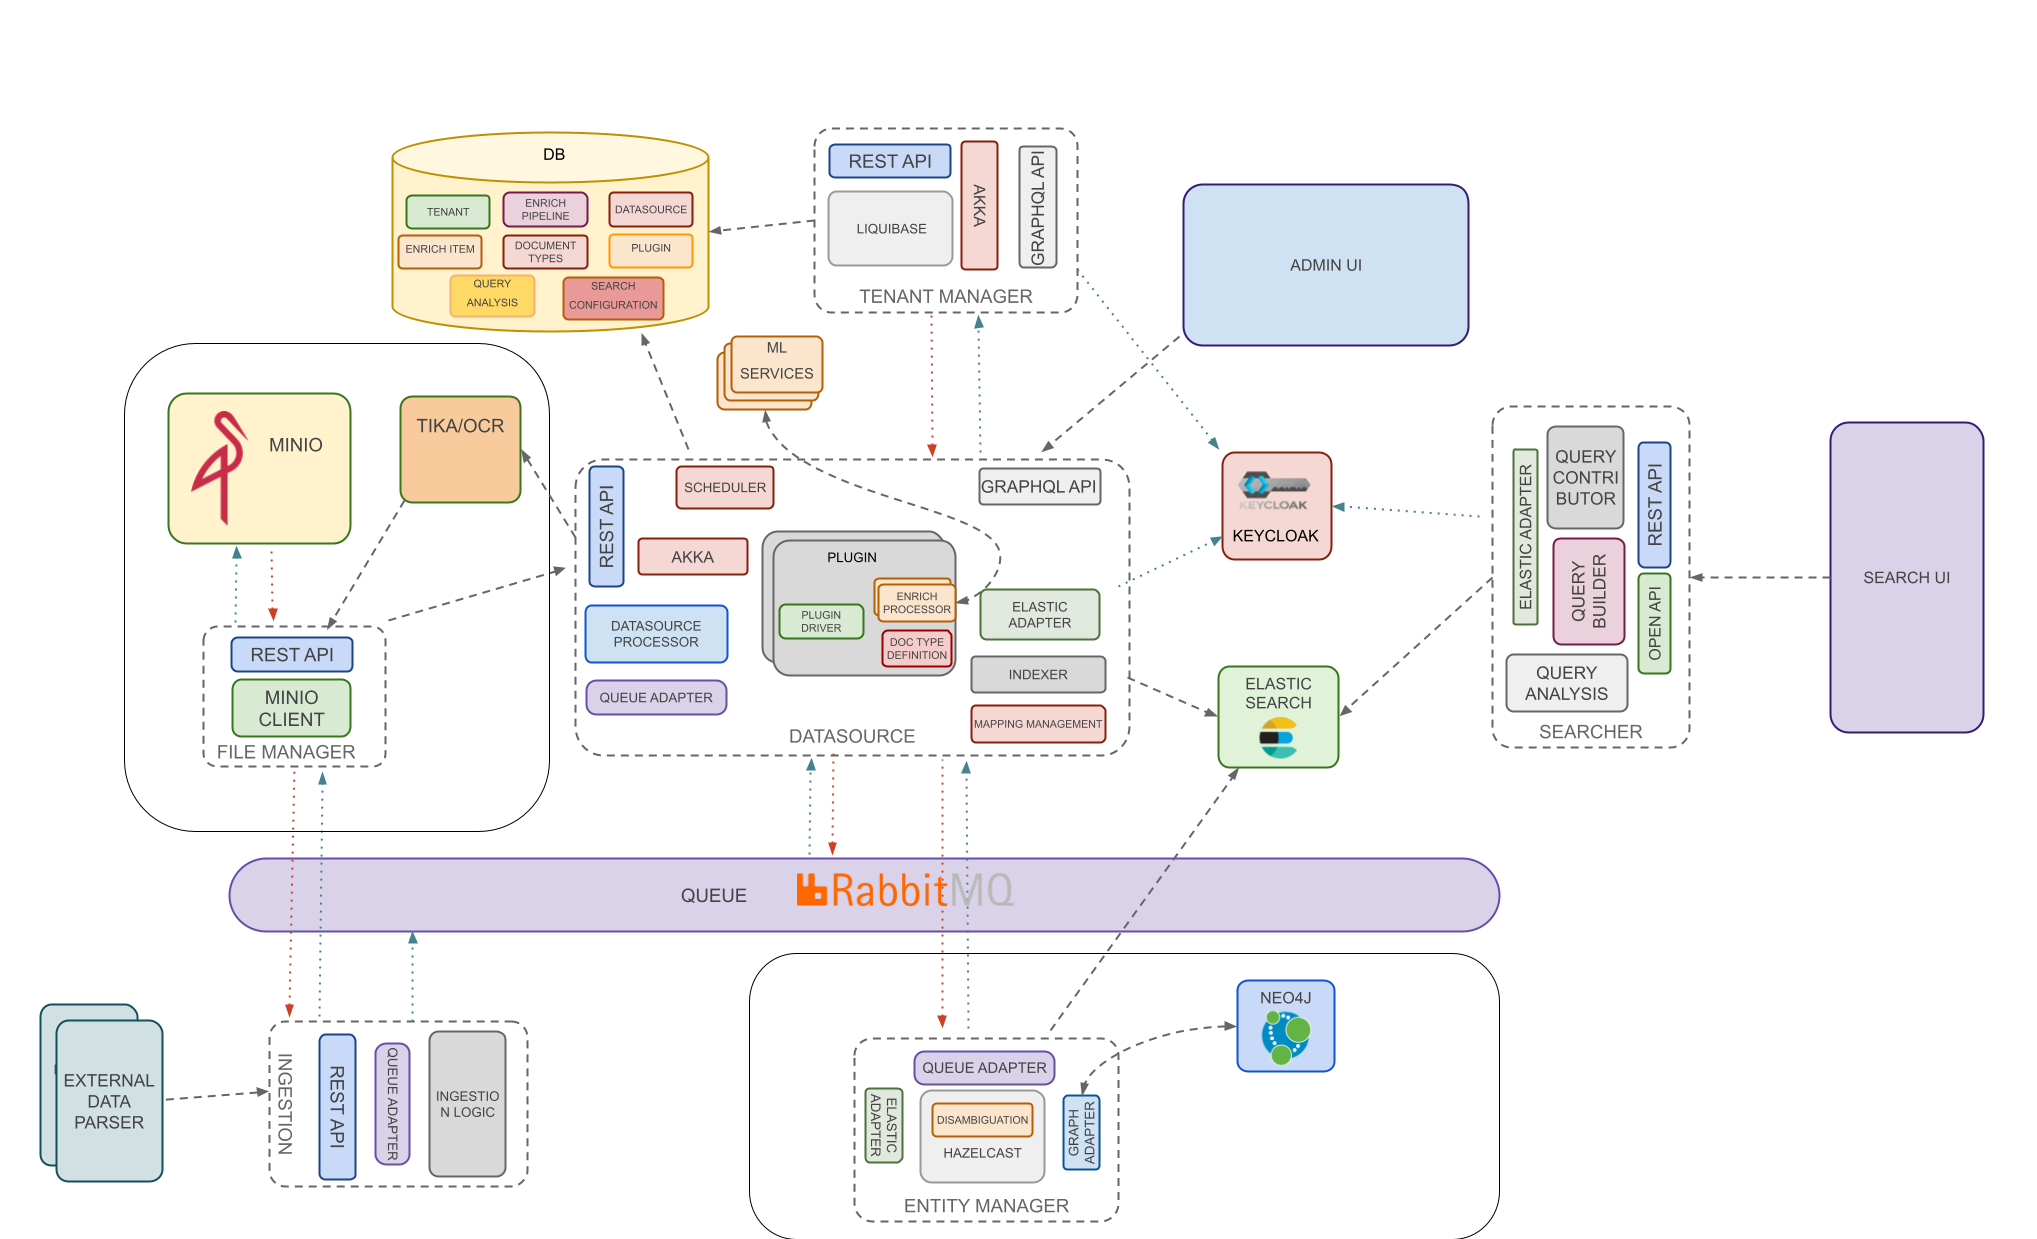 DB
TENANT
ENRICH
PIPELINE
DATASOURCE
ENRICH ITEM
DOCUMENT
TYPES
PLUGIN
QUERY
ANALYSIS
SEARCH
CONFIGURATION
REST API
LIQUIBASE
AKKA
GRAPHQL API
TENANT MANAGER
ADMIN UI
ML
SERVICES
MINIO
TIKA/OCR
REST API
MINIO
CLIENT
FILE MANAGER
REST API
SCHEDULER
GRAPHQL API
AKKA
PLUGIN
ENRICH
PROCESSOR
PLUGIN
DRIVER
DOC TYPE
DEFINITION
DATASOURCE
PROCESSOR
QUEUE ADAPTER
ELASTIC
ADAPTER
INDEXER
MAPPING MANAGEMENT
DATASOURCE
KEYCLOAK
KEYCLOAK
ELASTIC
SEARCH
ELASTIC ADAPTER
QUERY
CONTRI
BUTOR
REST API
QUERY
BUILDER
OPEN API
QUERY
ANALYSIS
SEARCHER
SEARCH UI
QUEUE
RabbitMQ
EXTERNAL
DATA
PARSER
INGESTION
REST API
QUEUE ADAPTER
INGESTIO
N LOGIC
QUEUE ADAPTER
ELASTIC
ADAPTER
DISAMBIGUATION
HAZELCAST
GRAPH
ADAPTER
ENTITY MANAGER
NEO4J